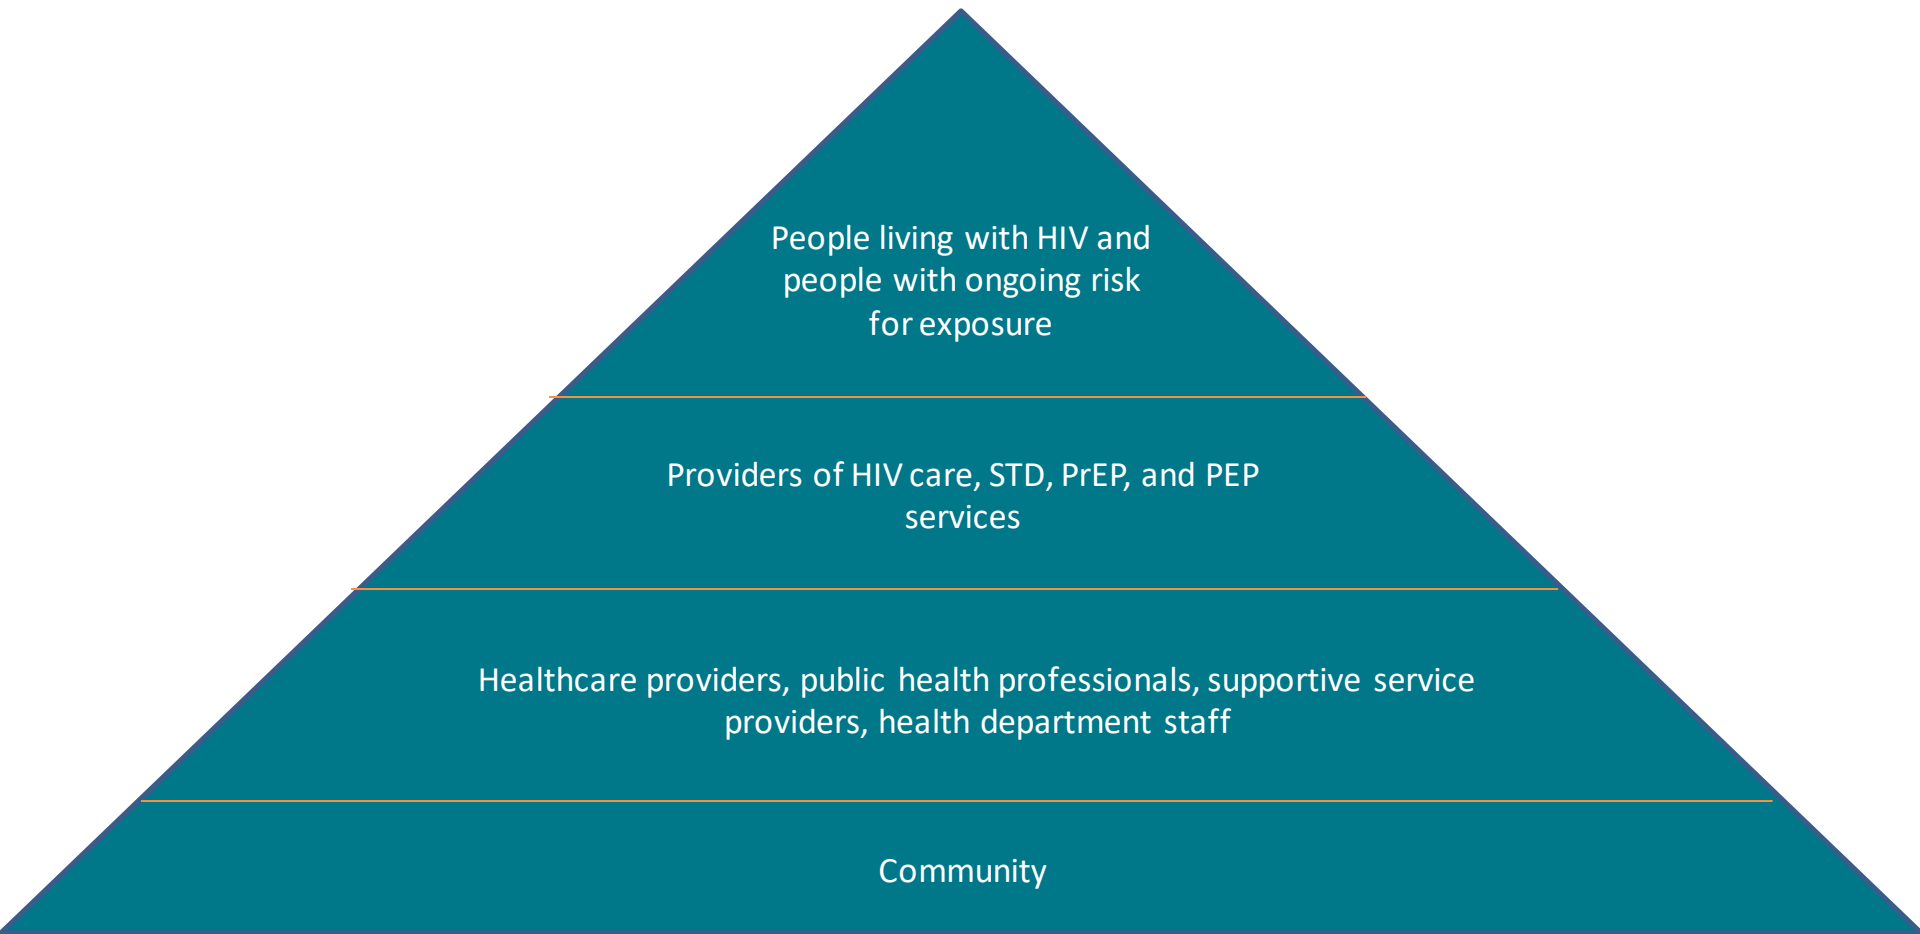 People living with HIV and
people with ongoing risk
for exposure
Providers of HIV care, STD, PrEP, and PEP
services
Healthcare providers, public health professionals, supportive service
providers, health department staff
Community